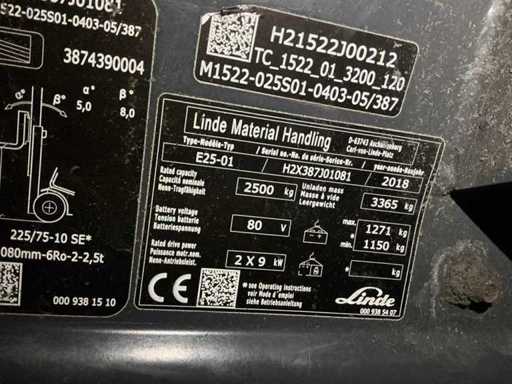 387J01081
1522-025S01-0403-05/387
3874390004
α° β° α° β°
5,0 8,0
225/75-10 SE*
080mm-6Ro-2-2,5t
000 938 15 10
H21522J00212
TC_1522_01_3200_120
M1522-025S01-0403-05/387
Linde Material Handling
D-63743 Aschaffenburg
Carl-von-Linde-Platz
Type-Modèle-Typ
E25-01
Serial no.-No. de série-Serien-Nr.
H2X387J01081
year-année-Baujahr
2018
Rated capacity
Capacité nominale
Nenn-Tragfähigkeit
2500 kg
Unladen mass
Masse à vide
Leergewicht
3365 kg
Battery voltage
Tension batterie
Batteriespannung
80 V
max. *
1271 kg
min. *
1150 kg
Rated drive power
Puissance motr.nom.
Nenn-Antriebsleist.
2 X 9 kW
* kg
CE
* see Operating instructions
voir Mode d'emploi
siehe Betriebsanleitung
Linde
000 938 54 07